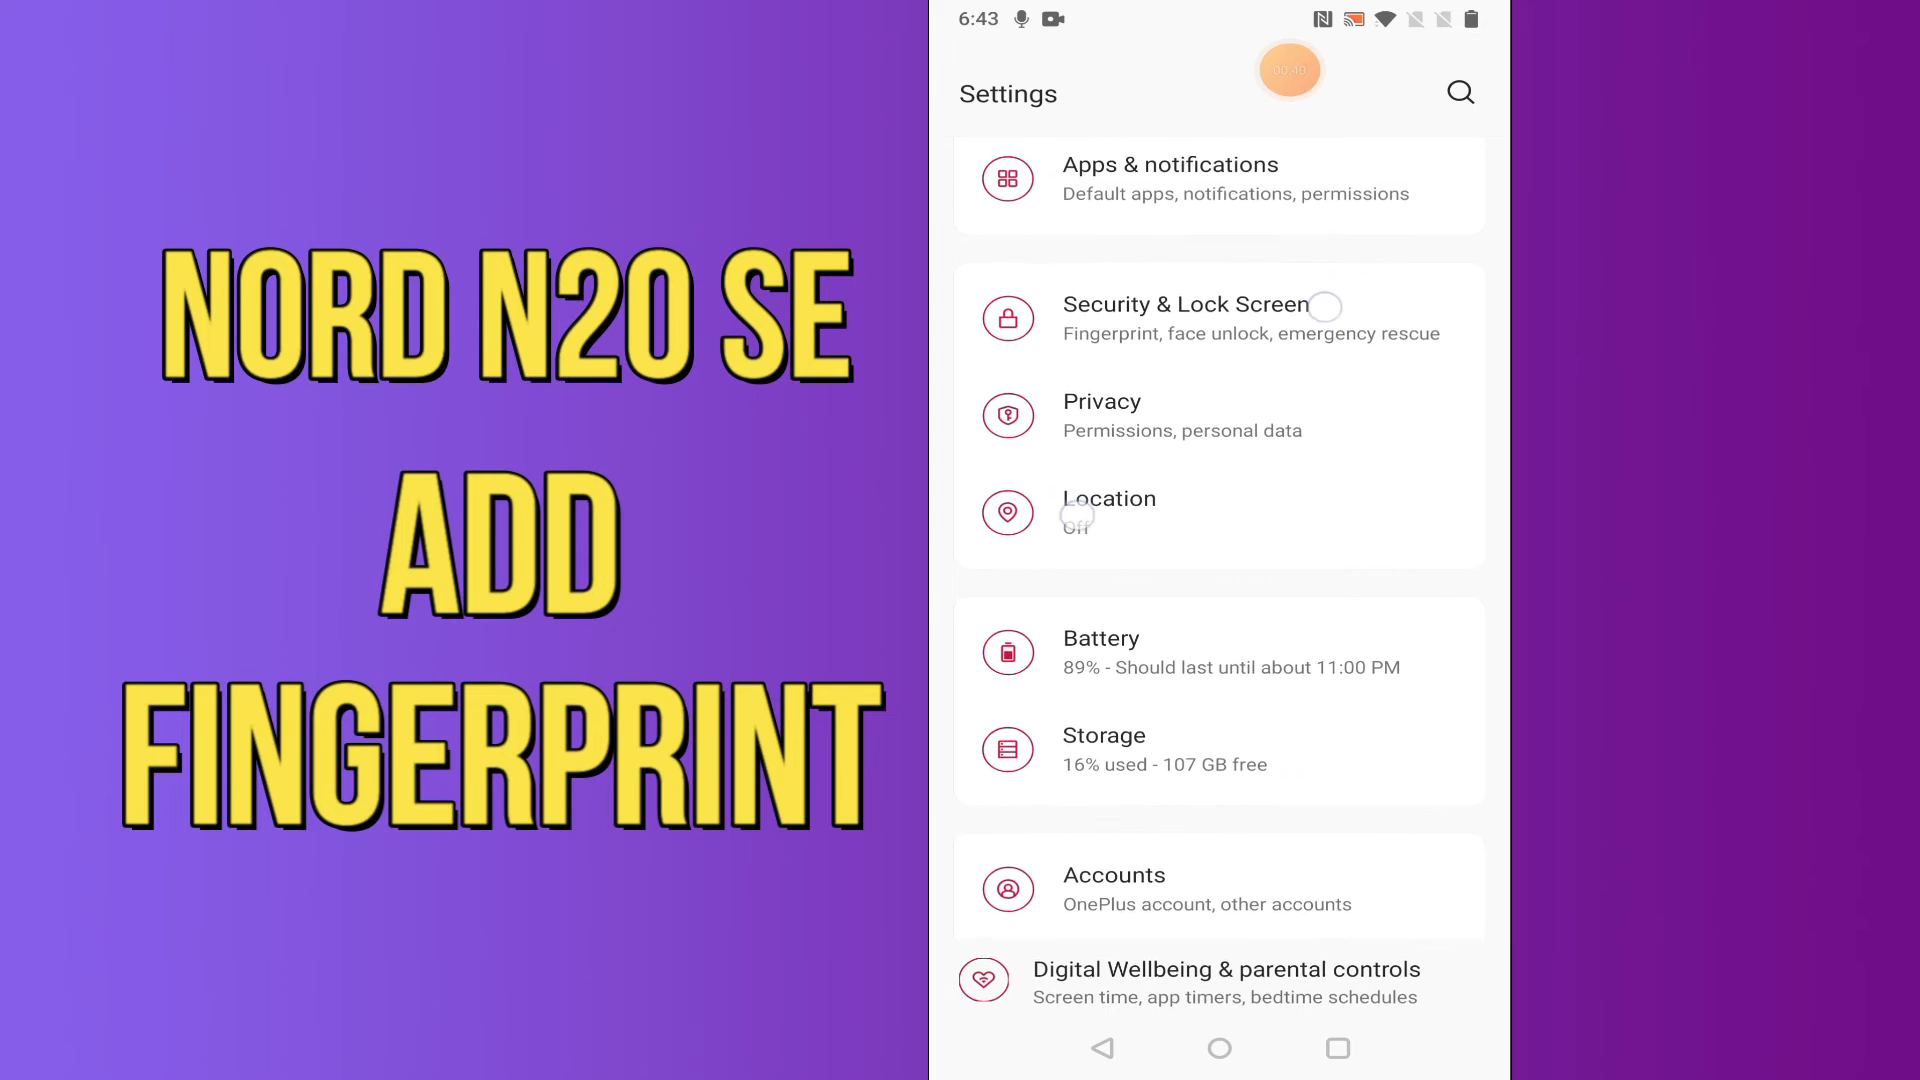 NORD N20 SE
ADD
FINGERPRINT
6:43
00:40
Settings
Apps & notifications
Default apps, notifications, permissions
Security & Lock Screen
Fingerprint, face unlock, emergency rescue
Privacy
Permissions, personal data
Location
Off
Battery
89% - Should last until about 11:00 PM
Storage
16% used - 107 GB free
Accounts
OnePlus account, other accounts
Digital Wellbeing & parental controls
Screen time, app timers, bedtime schedules